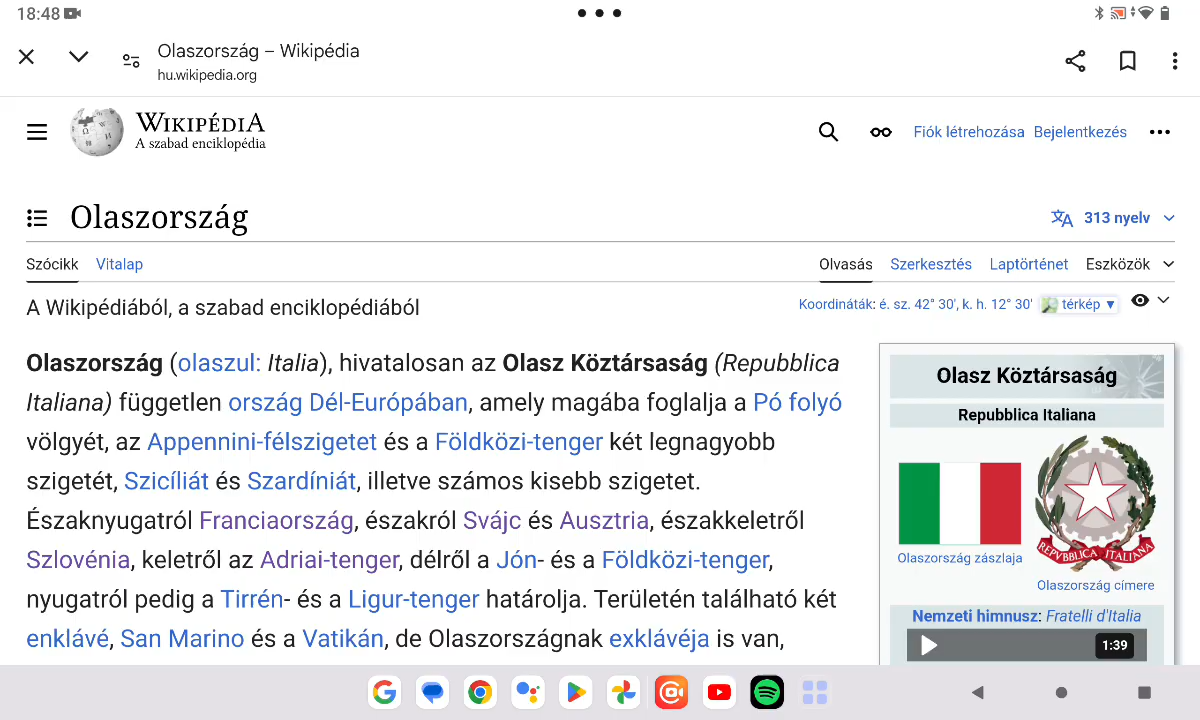 18:48
Olaszország – Wikipédia
hu.wikipedia.org
WIKIPÉDIA
A szabad enciklopédia
Fiók létrehozása Bejelentkezés
Olaszország
313 nyelv
Szócikk Vitalap
Olvasás Szerkesztés Laptörténet Eszközök
A Wikipédiából, a szabad enciklopédiából
Koordináták: é. sz. 42° 30′, k. h. 12° 30′ térkép ▼
Olaszország (olaszul: Italia), hivatalosan az Olasz Köztársaság (Repubblica
Italiana) független ország Dél-Európában, amely magába foglalja a Pó folyó
völgyét, az Appennini-félszigetet és a Földközi-tenger két legnagyobb
szigetét, Szicíliát és Szardíniát, illetve számos kisebb szigetet.
Északnyugatról Franciaország, északról Svájc és Ausztria, északkeletről
Szlovénia, keletről az Adriai-tenger, délről a Jón- és a Földközi-tenger,
nyugatról pedig a Tirrén- és a Ligur-tenger határolja. Területén található két
enklávé, San Marino és a Vatikán, de Olaszországnak exklávéja is van,
Olasz Köztársaság
Repubblica Italiana
REPVBBLICA ITALIANA
Olaszország zászlaja
Olaszország címere
Nemzeti himnusz: Fratelli d'Italia
1:39